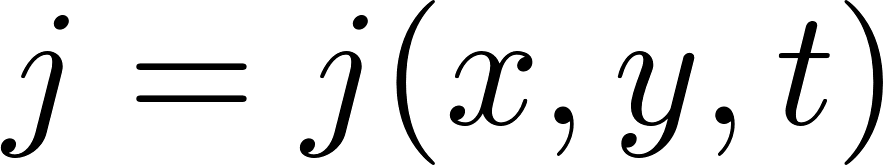 j = j(x, y, t)